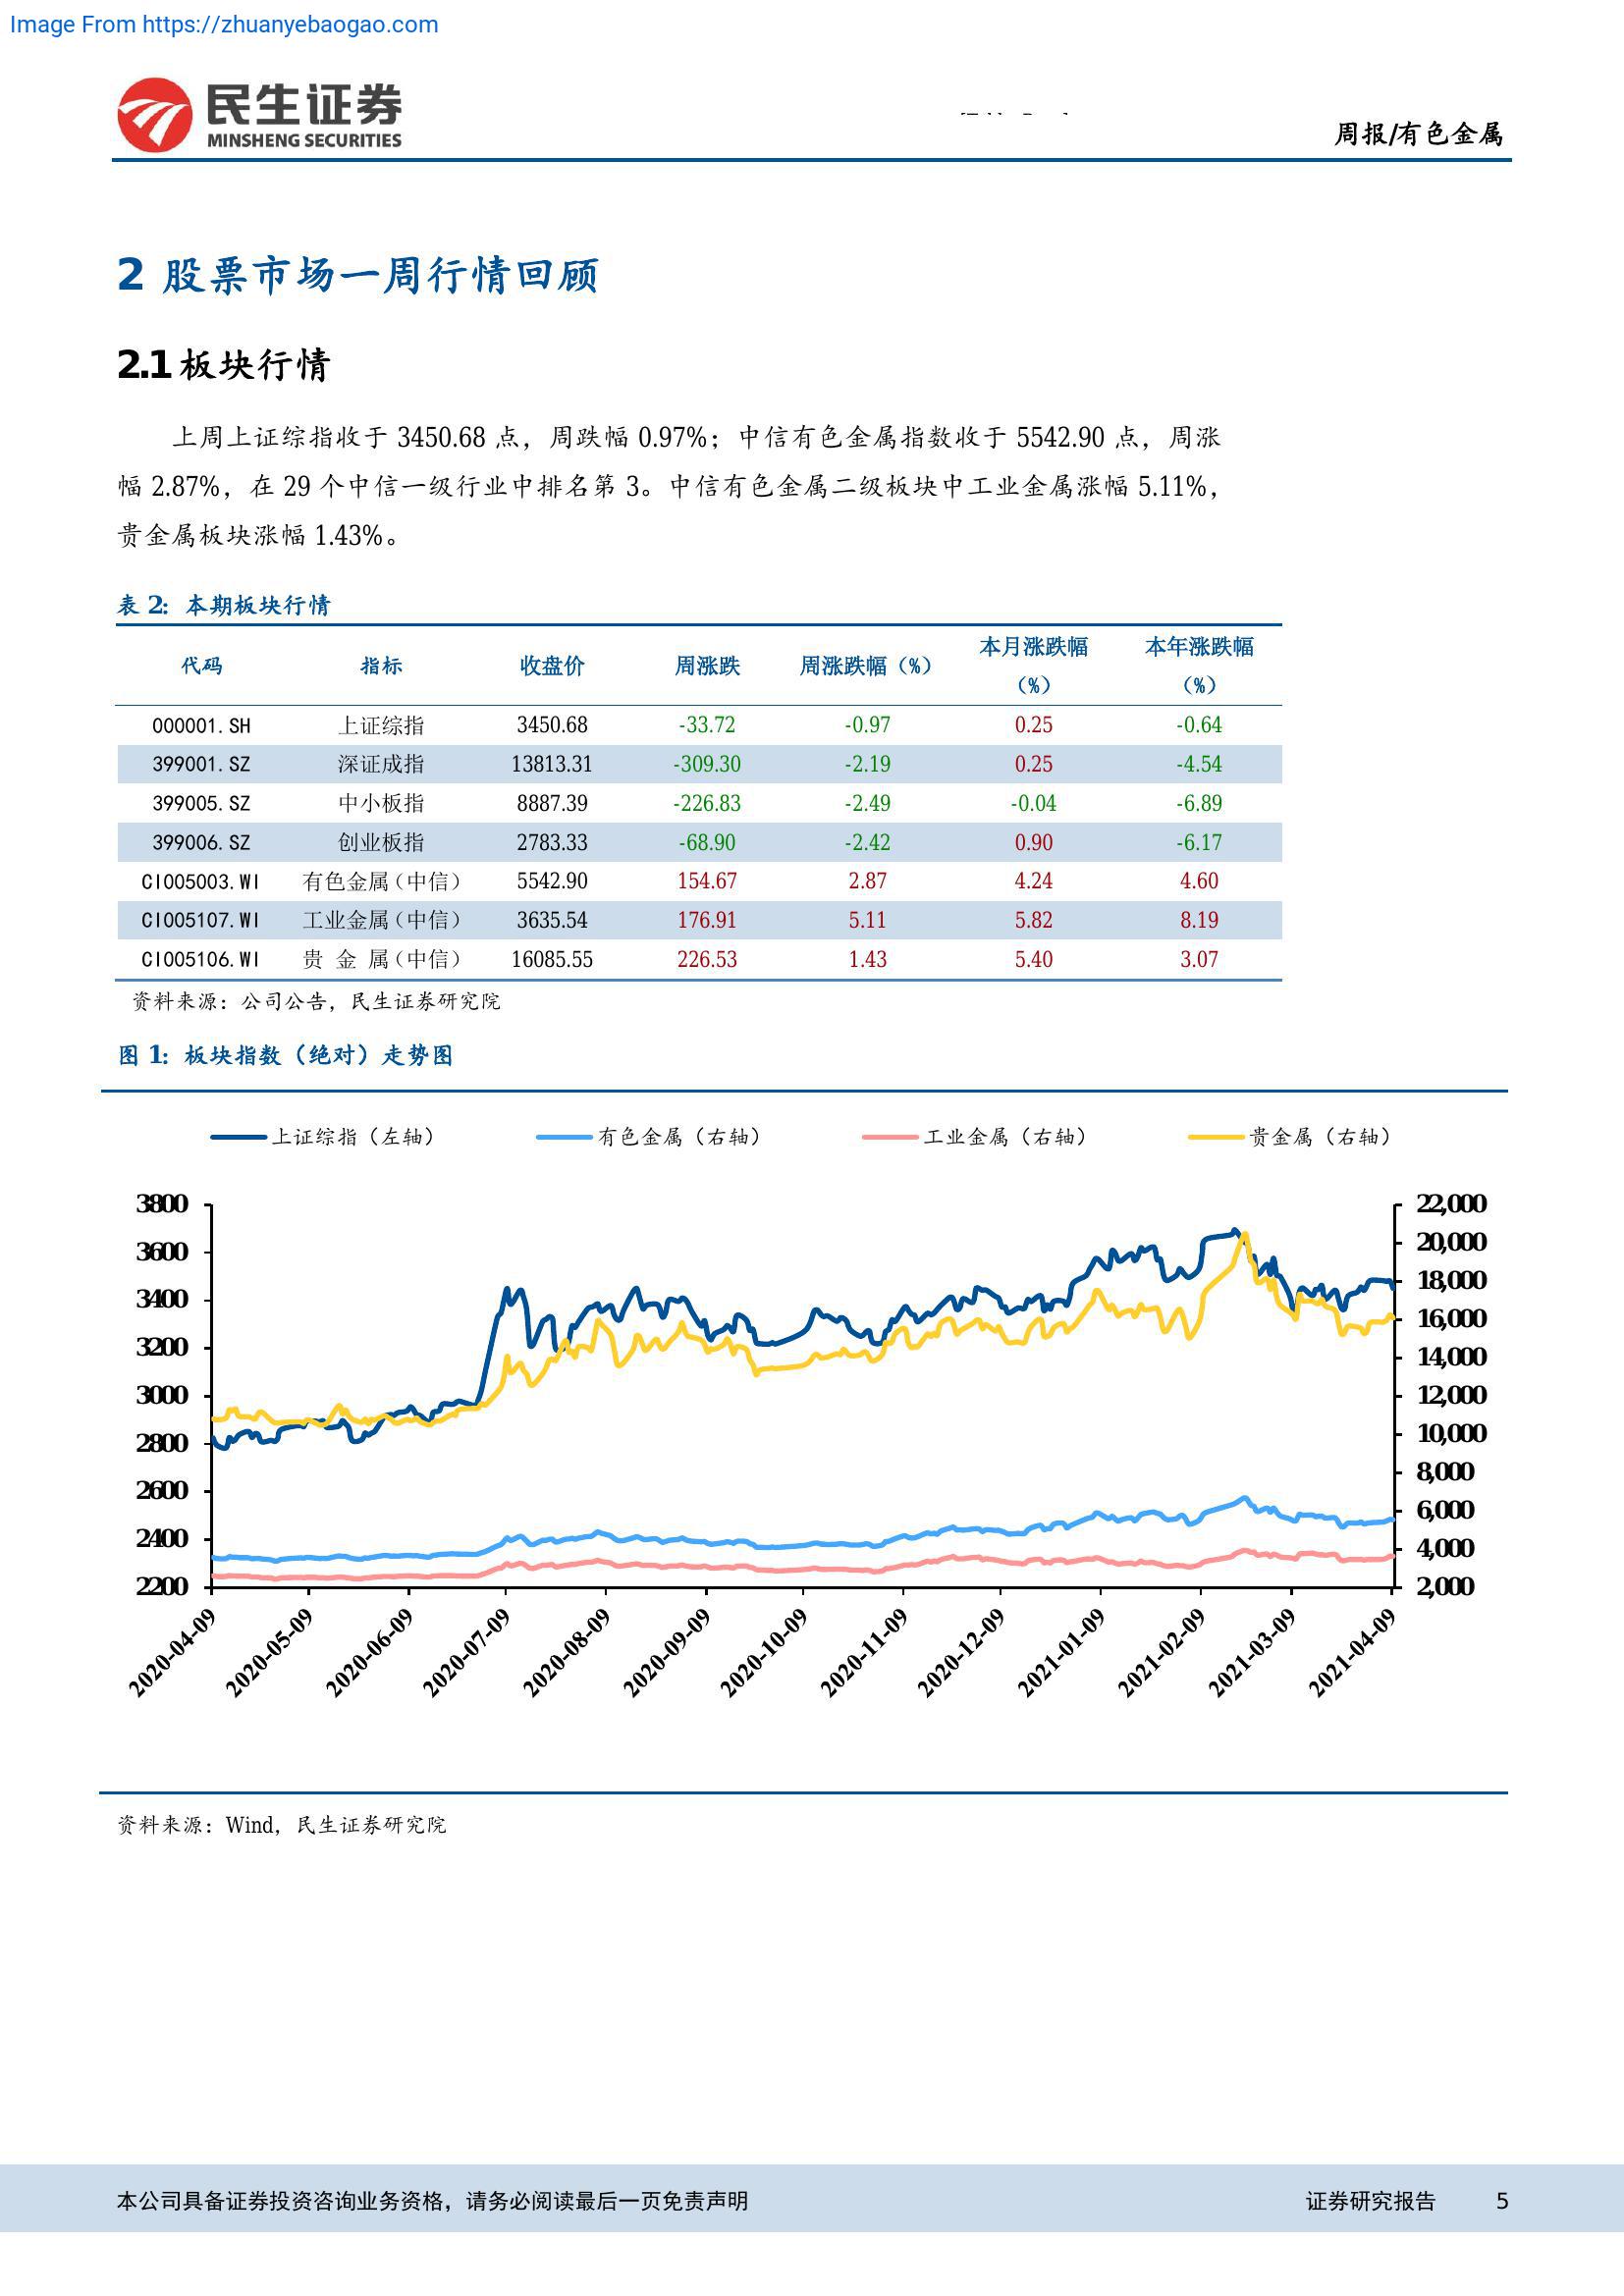 Image From https://zhuanyebaogao.com
民生证券
MINSHENG SECURITIES
周报/有色金属
2 股票市场一周行情回顾
2.1 板块行情
上周上证综指收于 3450.68 点，周跌幅 0.97%；中信有色金属指数收于 5542.90 点，周涨
幅 2.87%，在 29 个中信一级行业中排名第 3。中信有色金属二级板块中工业金属涨幅 5.11%，
贵金属板块涨幅 1.43%。
表 2: 本期板块行情
代码 指标 收盘价 周涨跌 周涨跌幅（%） 本月涨跌幅（%） 本年涨跌幅（%）
000001.SH 上证综指 3450.68 -33.72 -0.97 0.25 -0.64
399001.SZ 深证成指 13813.31 -309.30 -2.19 0.25 -4.54
399005.SZ 中小板指 8887.39 -226.83 -2.49 -0.04 -6.89
399006.SZ 创业板指 2783.33 -68.90 -2.42 0.90 -6.17
CI005003.WI 有色金属（中信） 5542.90 154.67 2.87 4.24 4.60
CI005107.WI 工业金属（中信） 3635.54 176.91 5.11 5.82 8.19
CI005106.WI 贵 金 属（中信） 16085.55 226.53 1.43 5.40 3.07
资料来源：公司公告，民生证券研究院
图 1: 板块指数（绝对）走势图
上证综指（左轴） 有色金属（右轴） 工业金属（右轴） 贵金属（右轴）
3800 22,000
3600 20,000
3400 18,000
3200 16,000
3000 14,000
2800 12,000
2600 10,000
2400 8,000
2200 6,000
4,000
2,000
2020-04-09 2020-05-09 2020-06-09 2020-07-09 2020-08-09 2020-09-09 2020-10-09 2020-11-09 2020-12-09 2021-01-09 2021-02-09 2021-03-09 2021-04-09
资料来源：Wind，民生证券研究院
本公司具备证券投资咨询业务资格，请务必阅读最后一页免责声明 证券研究报告 5